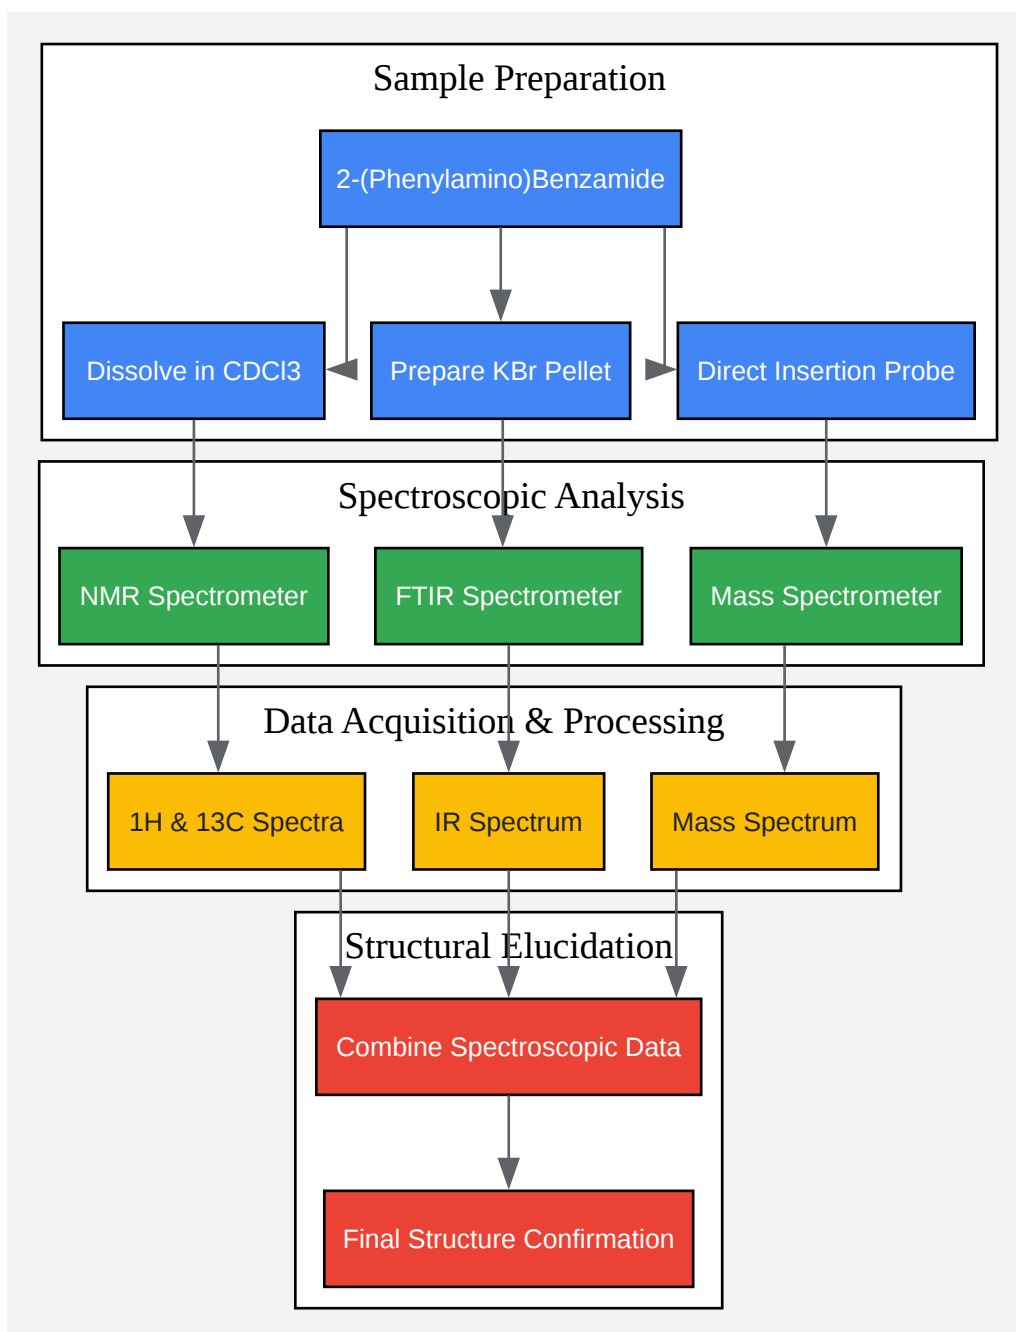 Sample Preparation
2-(Phenylamino)Benzamide
Dissolve in CDCl3
Prepare KBr Pellet
Direct Insertion Probe
Spectroscopic Analysis
NMR Spectrometer
FTIR Spectrometer
Mass Spectrometer
Data Acquisition & Processing
1H & 13C Spectra
IR Spectrum
Mass Spectrum
Structural Elucidation
Combine Spectroscopic Data
Final Structure Confirmation